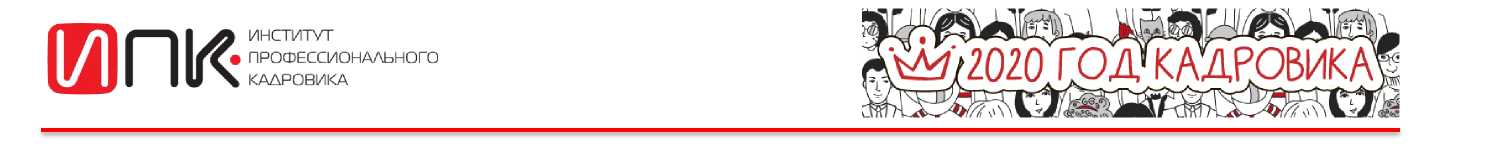 ИПК
ИНСТИТУТ
ПРОФЕССИОНАЛЬНОГО
КАДРОВИКА
2020 ГОД КАДРОВИКА